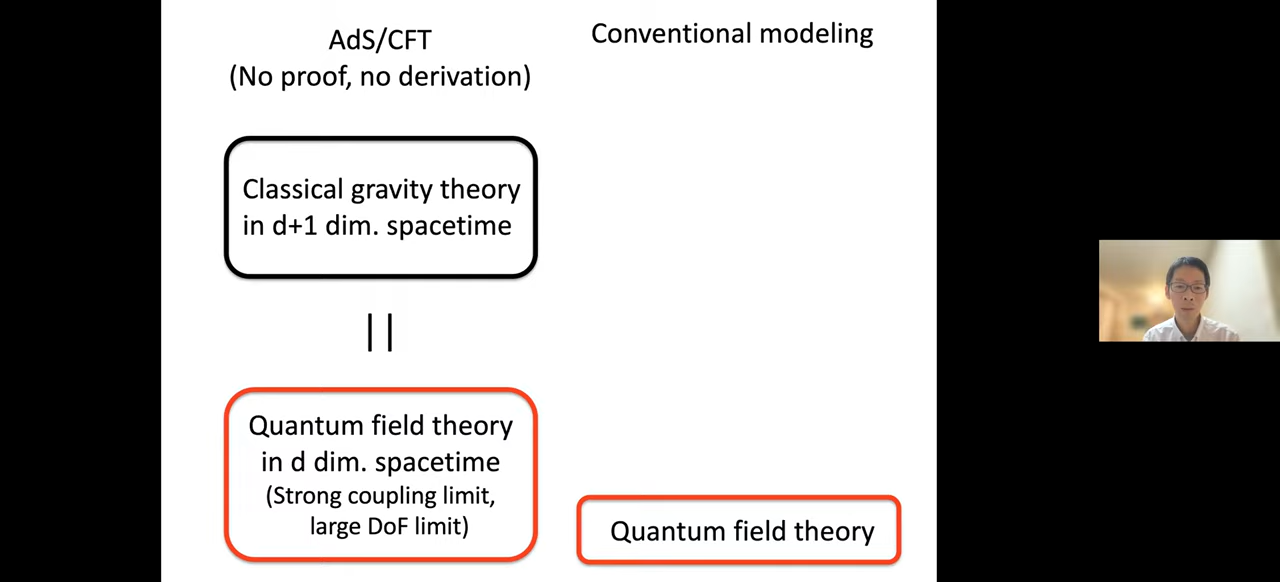 AdS/CFT
(No proof, no derivation)
Conventional modeling
Classical gravity theory
in d+1 dim. spacetime
||
Quantum field theory
in d dim. spacetime
(Strong coupling limit,
large DoF limit)
Quantum field theory